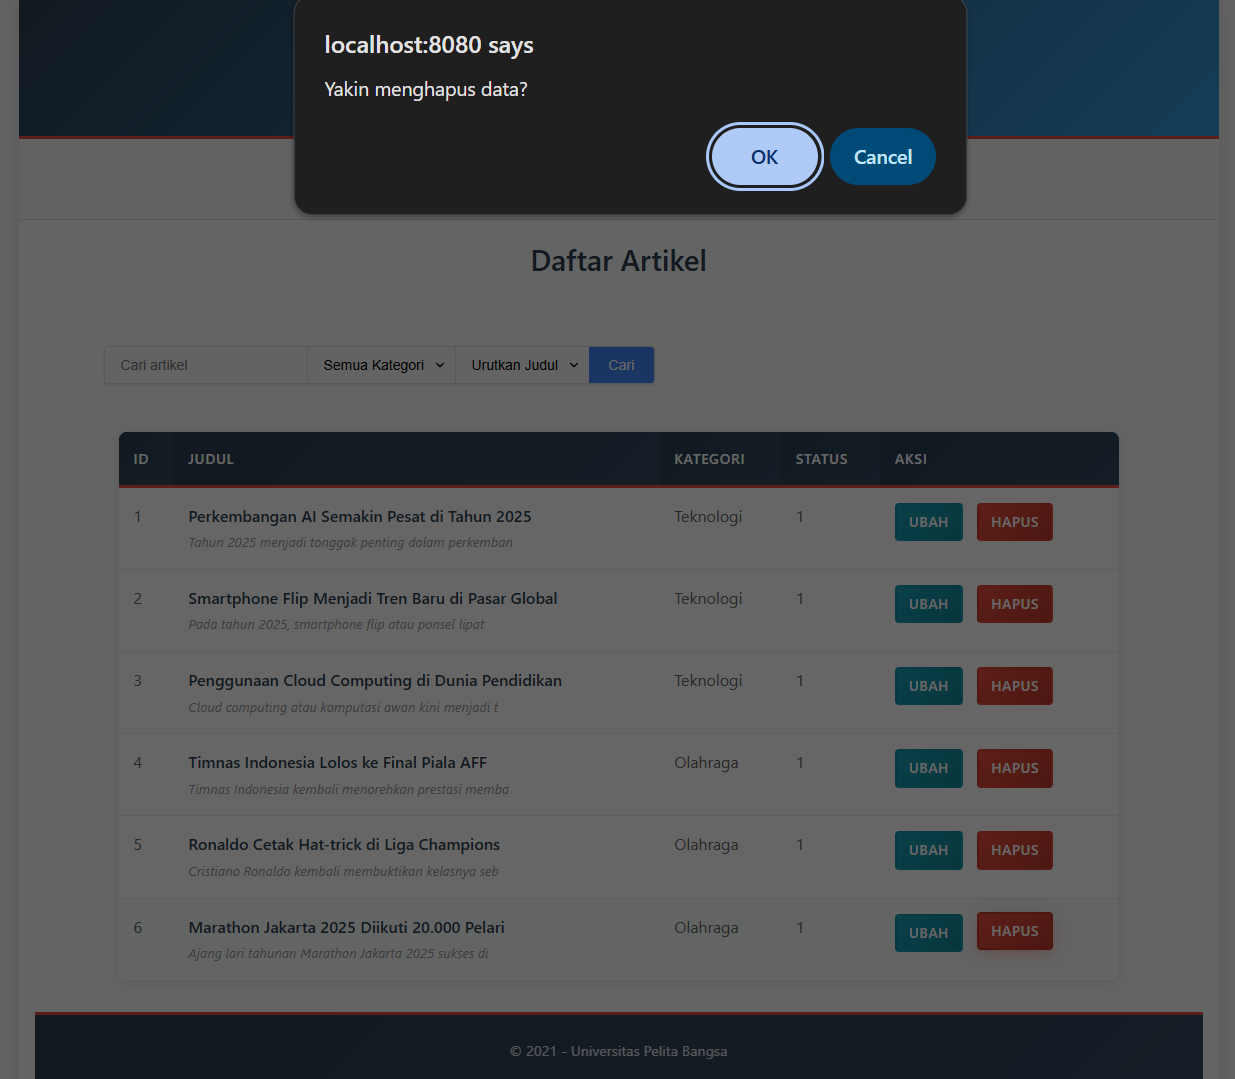 localhost:8080 says
Yakin menghapus data?
OK Cancel
Daftar Artikel
Cari artikel Semua Kategori Urutkan Judul Cari
ID JUDUL KATEGORI STATUS AKSI
1 Perkembangan AI Semakin Pesat di Tahun 2025 Teknologi 1 UBAH HAPUS
Tahun 2025 menjadi tonggak penting dalam perkemban
2 Smartphone Flip Menjadi Tren Baru di Pasar Global Teknologi 1 UBAH HAPUS
Pada tahun 2025, smartphone flip atau ponsel lipat
3 Penggunaan Cloud Computing di Dunia Pendidikan Teknologi 1 UBAH HAPUS
Cloud computing atau komputasi awan kini menjadi t
4 Timnas Indonesia Lolos ke Final Piala AFF Olahraga 1 UBAH HAPUS
Timnas Indonesia kembali menorehkan prestasi memba
5 Ronaldo Cetak Hat-trick di Liga Champions Olahraga 1 UBAH HAPUS
Cristiano Ronaldo kembali membuktikan kelasnya seb
6 Marathon Jakarta 2025 Diikuti 20.000 Pelari Olahraga 1 UBAH HAPUS
Ajang lari tahunan Marathon Jakarta 2025 sukses di
© 2021 - Universitas Pelita Bangsa